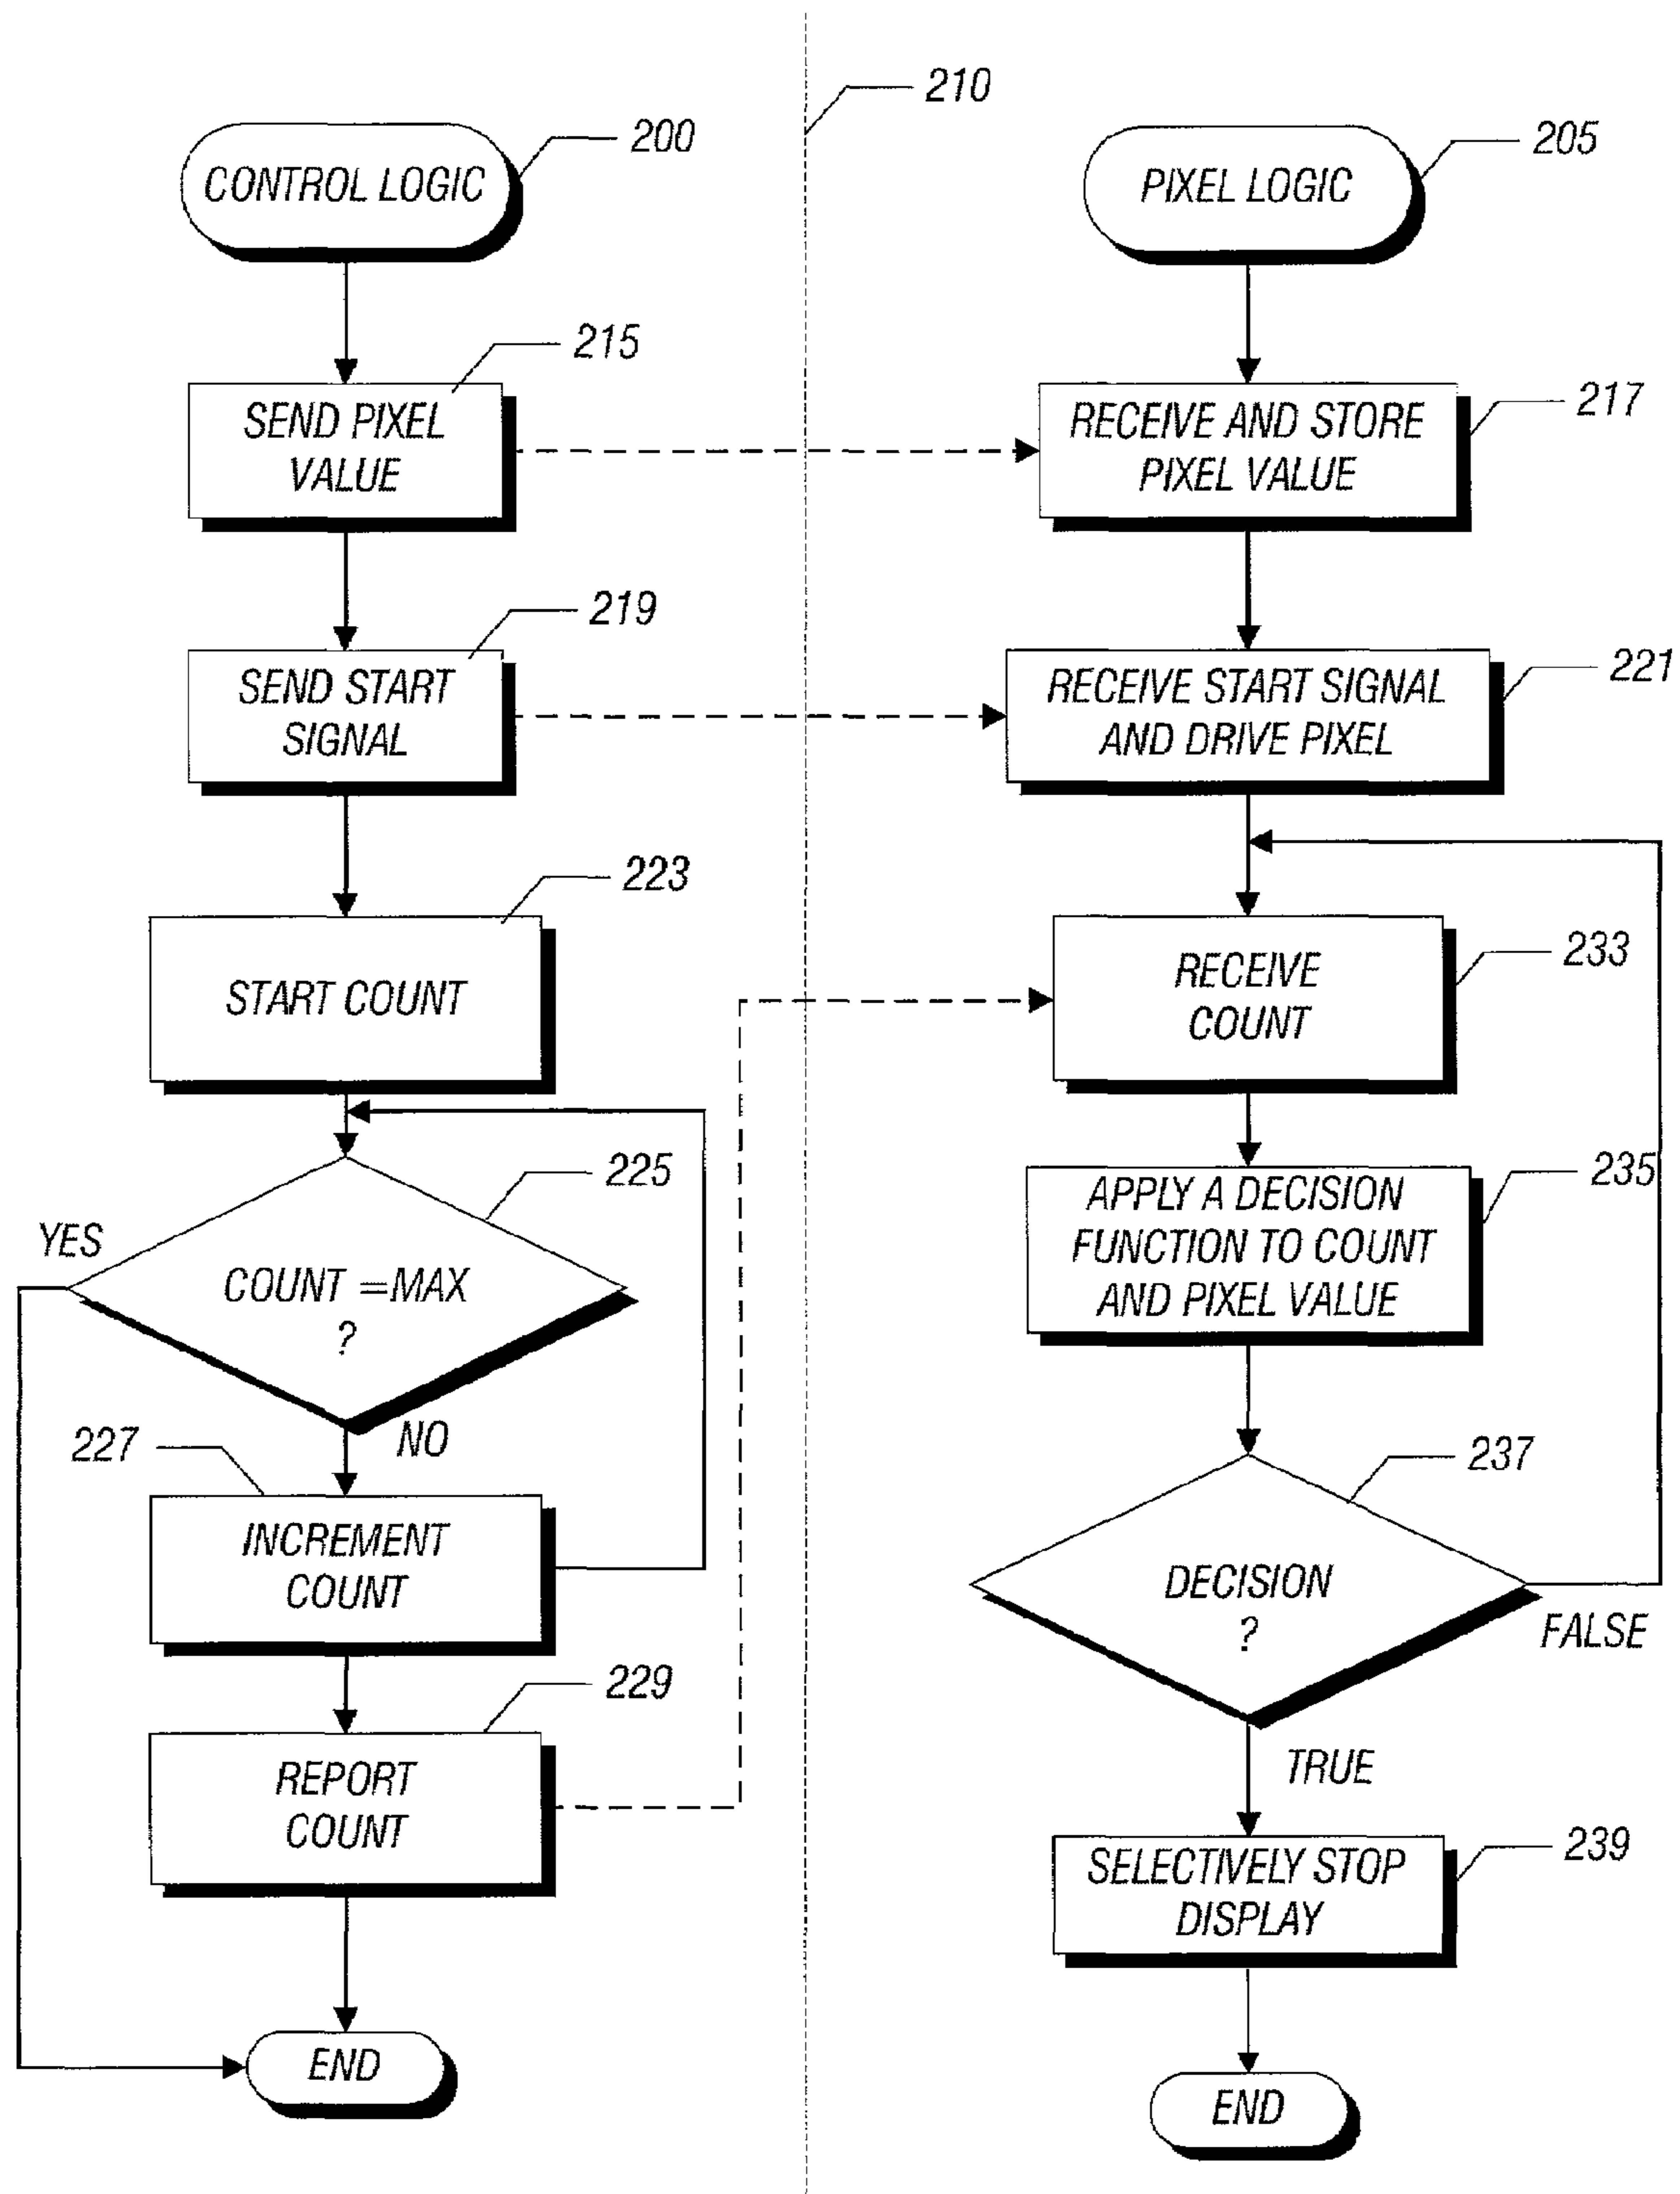 210
200
CONTROL LOGIC
215
SEND PIXEL
VALUE
219
SEND START
SIGNAL
223
START COUNT
225
YES
COUNT =MAX
?
NO
227
INCREMENT
COUNT
229
REPORT
COUNT
END
205
PIXEL LOGIC
217
RECEIVE AND STORE
PIXEL VALUE
221
RECEIVE START SIGNAL
AND DRIVE PIXEL
233
RECEIVE
COUNT
235
APPLY A DECISION
FUNCTION TO COUNT
AND PIXEL VALUE
237
DECISION
?
FALSE
TRUE
239
SELECTIVELY STOP
DISPLAY
END